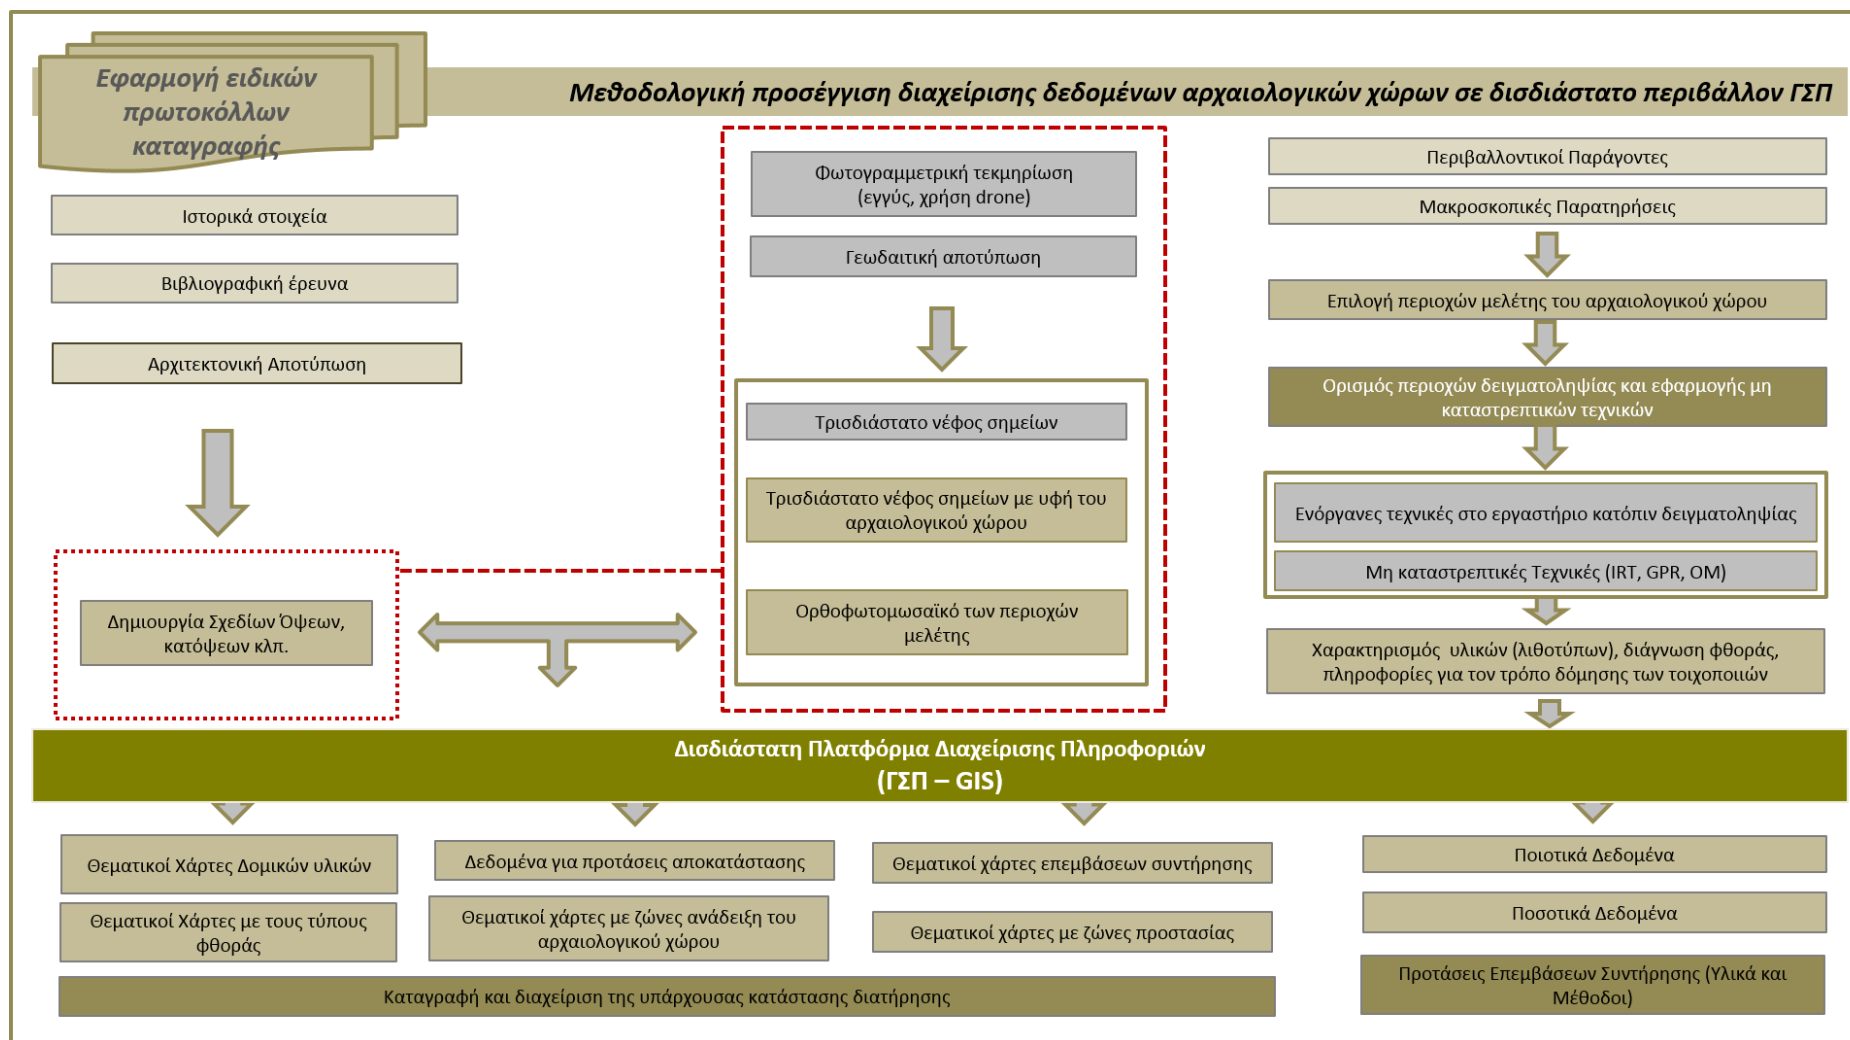 Εφαρμογή ειδικών
πρωτοκόλλων
καταγραφής
Μεθοδολογική προσέγγιση διαχείρισης δεδομένων αρχαιολογικών χώρων σε δισδιάστατο περιβάλλον ΓΣΠ
Ιστορικά στοιχεία
Βιβλιογραφική έρευνα
Αρχιτεκτονική Αποτύπωση
Δημιουργία Σχεδίων Όψεων,
κατόψεων κλπ.
Φωτογραμμετρική τεκμηρίωση
(εγγύς, χρήση drone)
Γεωδαιτική αποτύπωση
Τρισδιάστατο νέφος σημείων
Τρισδιάστατο νέφος σημείων με υφή του
αρχαιολογικού χώρου
Ορθοφωτομωσαϊκό των περιοχών
μελέτης
Περιβαλλοντικοί Παράγοντες
Μακροσκοπικές Παρατηρήσεις
Επιλογή περιοχών μελέτης του αρχαιολογικού χώρου
Ορισμός περιοχών δειγματοληψίας και εφαρμογής μη
καταστρεπτικών τεχνικών
Ενόργανες τεχνικές στο εργαστήριο κατόπιν δειγματοληψίας
Μη καταστρεπτικές Τεχνικές (IRT, GPR, OM)
Χαρακτηρισμός υλικών (λιθοτύπων), διάγνωση φθοράς,
πληροφορίες για τον τρόπο δόμησης των τοιχοποιιών
Δισδιάστατη Πλατφόρμα Διαχείρισης Πληροφοριών
(ΓΣΠ – GIS)
Θεματικοί Χάρτες Δομικών υλικών
Θεματικοί Χάρτες με τους τύπους
φθοράς
Δεδομένα για προτάσεις αποκατάστασης
Θεματικοί χάρτες με ζώνες ανάδειξη του
αρχαιολογικού χώρου
Θεματικοί χάρτες επεμβάσεων συντήρησης
Θεματικοί χάρτες με ζώνες προστασίας
Καταγραφή και διαχείριση της υπάρχουσας κατάστασης διατήρησης
Ποιοτικά Δεδομένα
Ποσοτικά Δεδομένα
Προτάσεις Επεμβάσεων Συντήρησης (Υλικά και
Μέθοδοι)